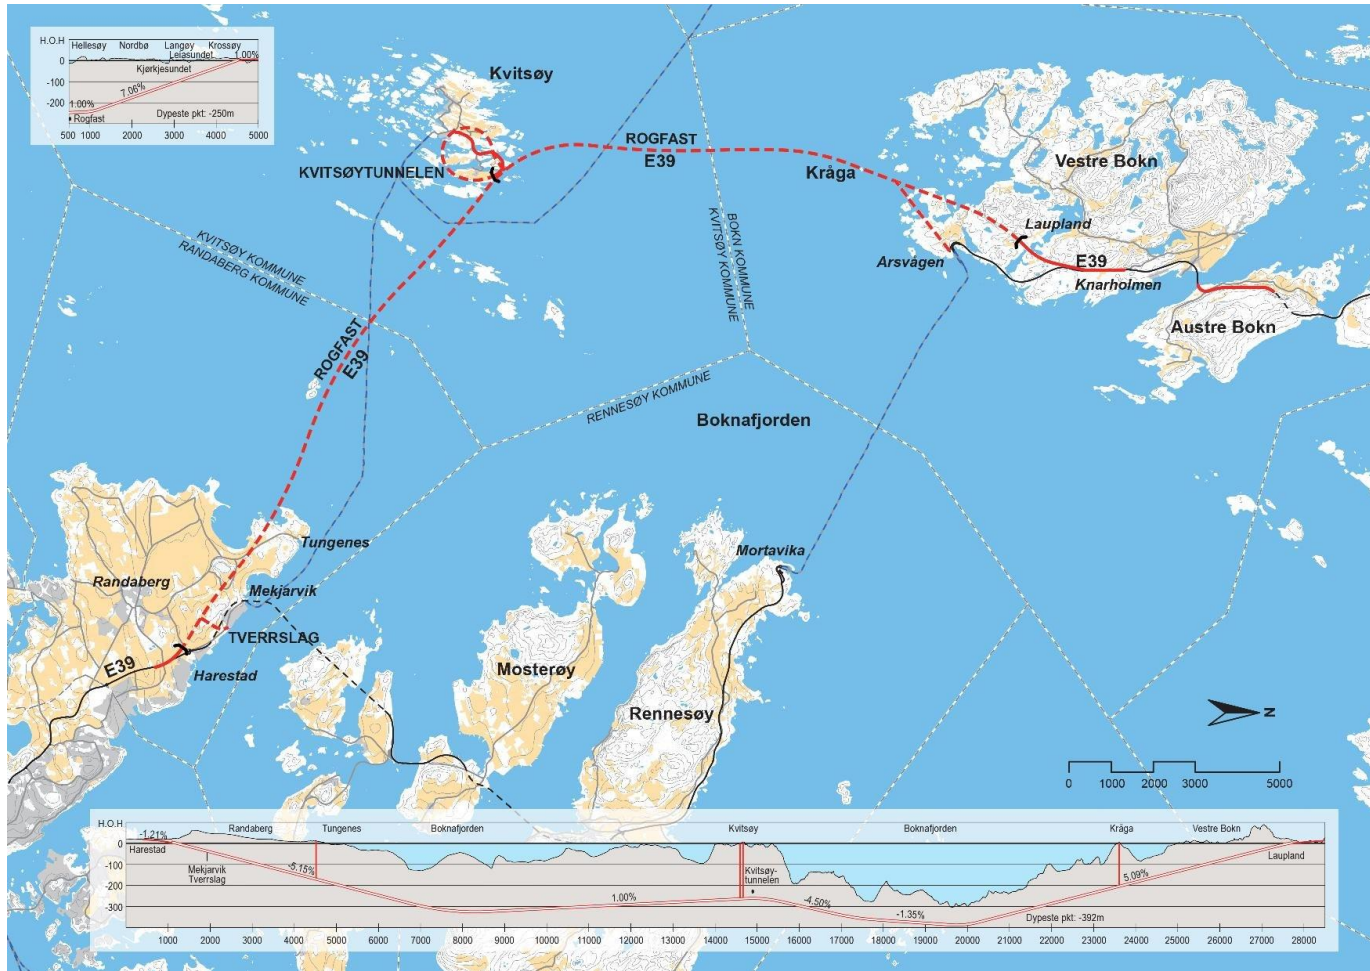 H.O.H
Hellesøy Nordbø Langøy Krossøy
Leiasundet
1.00%
0
Kjørkjesundet
-100
7.06%
-200
1.00%
Dypeste pkt: -250m
Rogfast
500 1000 2000 3000 4000 5000
Kvitsøy
KVITSØYTUNNELEN
ROGFAST
E39
Kråga
Vestre Bokn
Laupland
Arsvågen
E39
Knarholmen
Austre Bokn
KVITSØY KOMMUNE
RANDABERG KOMMUNE
BOKN KOMMUNE
KVITSØY KOMMUNE
ROGFAST
E39
RENNESØY KOMMUNE
Boknafjorden
Tungenes
Randaberg
Mekjarvik
TVERRSLAG
E39
Harestad
Mortavika
Mosterøy
Rennesøy
N
0 1000 2000 3000 5000
H.O.H
Randaberg Tungenes Boknafjorden Kvitsøy Boknafjorden Kråga Vestre Bokn
-1.21%
0
Harestad
Laupland
-100
Mekjarvik
Tverrslag
-5.15%
Kvitsøy-
tunnelen
5.09%
-200
1.00%
-4.50%
-300
-1.35%
Dypeste pkt: -392m
1000 2000 3000 4000 5000 6000 7000 8000 9000 10000 11000 12000 13000 14000 15000 16000 17000 18000 19000 20000 21000 22000 23000 24000 25000 26000 27000 28000